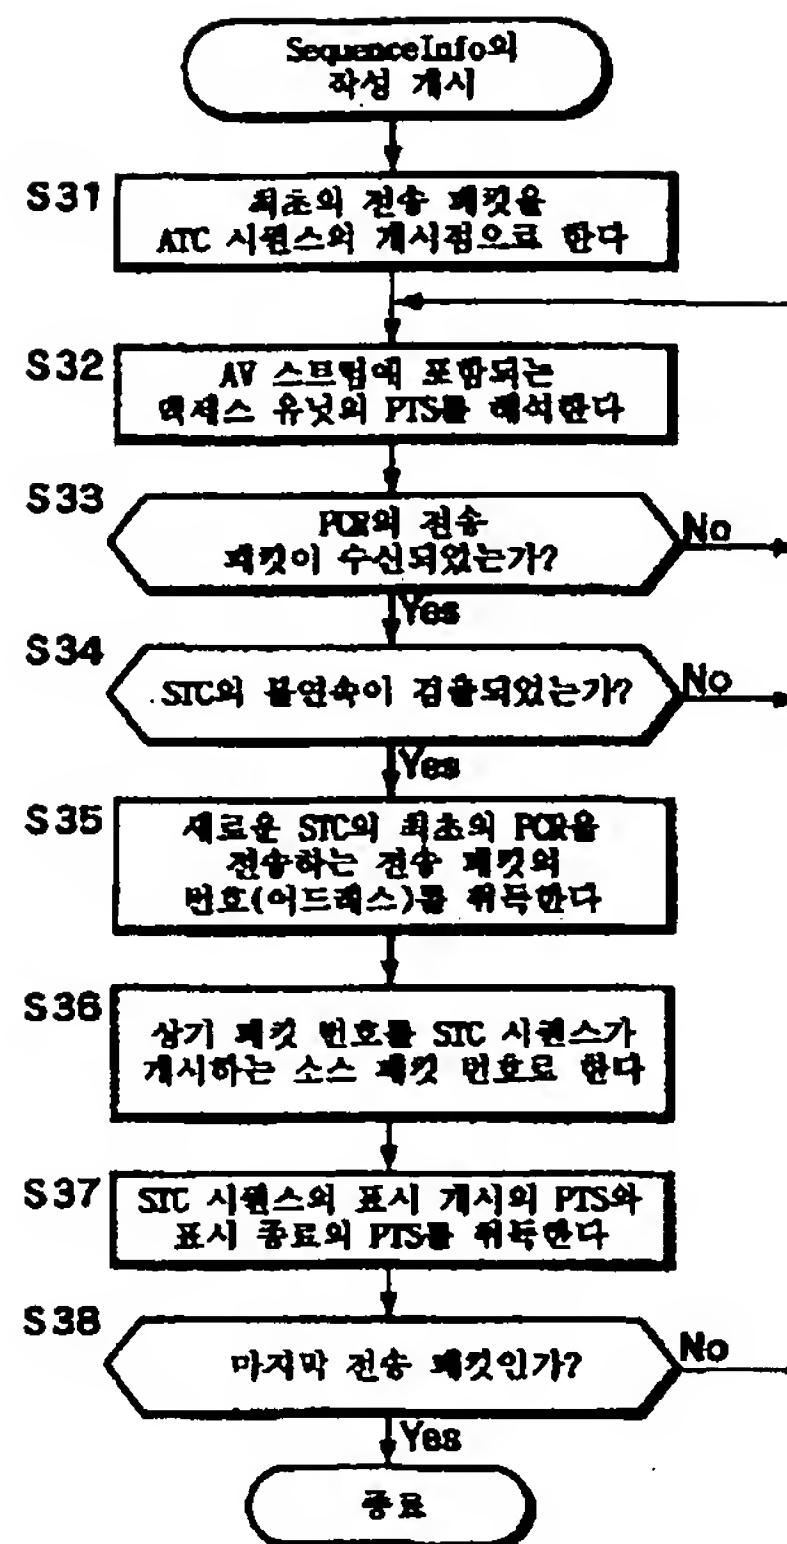 SequenceInfo의
작성 개시
S31
최초의 전송 패킷을
ATC 시퀀스의 개시점으로 한다
S32
AV 스트림에 포함되는
액세스 유닛의 PTS를 해석한다
S33
PCR의 전송
패킷이 수신되었는가?
No
Yes
S34
STC의 불연속이 검출되었는가?
No
Yes
S35
새로운 STC의 최초의 PCR을
전송하는 전송 패킷의
번호(어드레스)를 취득한다
S36
상기 패킷 번호를 STC 시퀀스가
개시하는 소스 패킷 번호로 한다
S37
STC 시퀀스의 표시 개시의 PTS와
표시 종료의 PTS를 취득한다
S38
마지막 전송 패킷인가?
No
Yes
종료